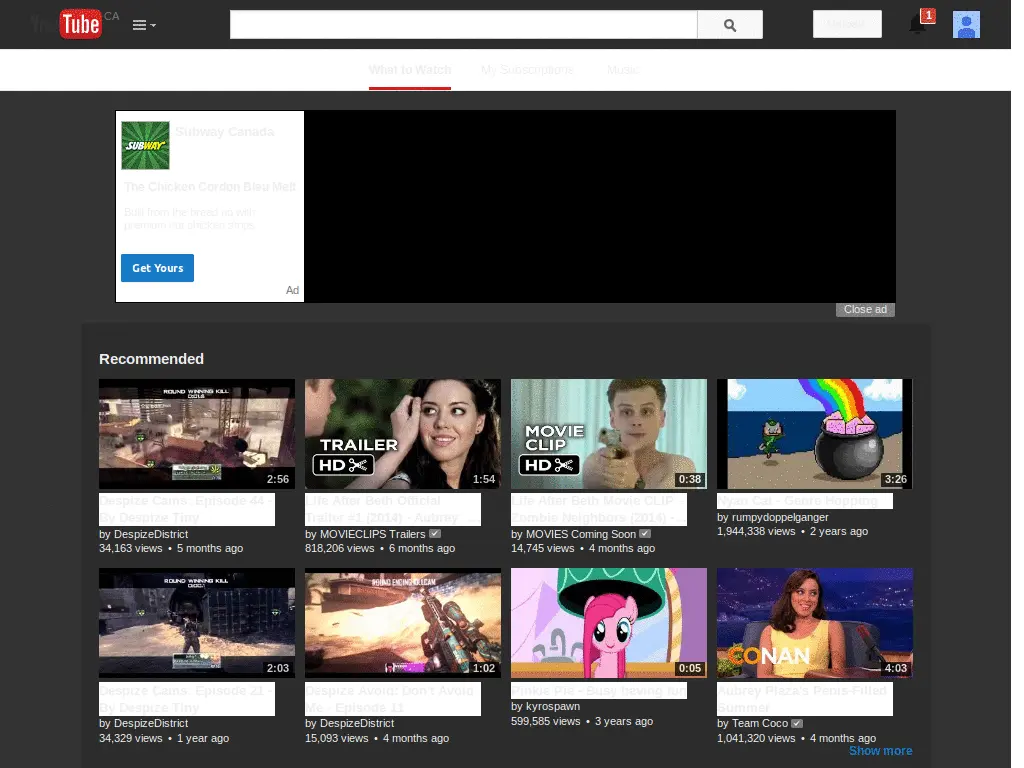 YouTube CA
1
Upload
What to Watch My Subscriptions Music
SUBWAY
Subway Canada
The Chicken Cordon Bleu Melt
Built from the bread up with
premium
Get Yours
Ad
Close ad
Recommended
ROUND WINNING KILL
2:56
TRAILER
HD
1:54
MOVIE
CLIP
HD
0:38
3:26
Despize Cams: Episode 44 -
By Despize Tiny
by DespizeDistrict
34,163 views • 5 months ago
Life After Beth Official
Trailer #1 (2014) - Aubrey ...
by MOVIECLIPS Trailers
818,206 views • 6 months ago
Life After Beth Movie CLIP -
Zombie Neighbors (2014) - ...
by MOVIES Coming Soon
14,745 views • 4 months ago
Nyan Cat - Genre Hopping
by rumpydoppelganger
1,944,338 views • 2 years ago
ROUND WINNING KILL
2:03
ROUND ENDING KILLCAM
1:02
0:05
CONAN
4:03
Despize Cams: Episode 21 -
By Despize Tiny
by DespizeDistrict
34,329 views • 1 year ago
Despize Avoid: Don't Avoid
Me - Episode 11
by DespizeDistrict
15,093 views • 4 months ago
Pinkie Pie - Busy having fun
by kyrospawn
599,585 views • 3 years ago
Aubrey Plaza's Penis-Filled
Summer
by Team Coco
1,041,320 views • 4 months ago
Show more